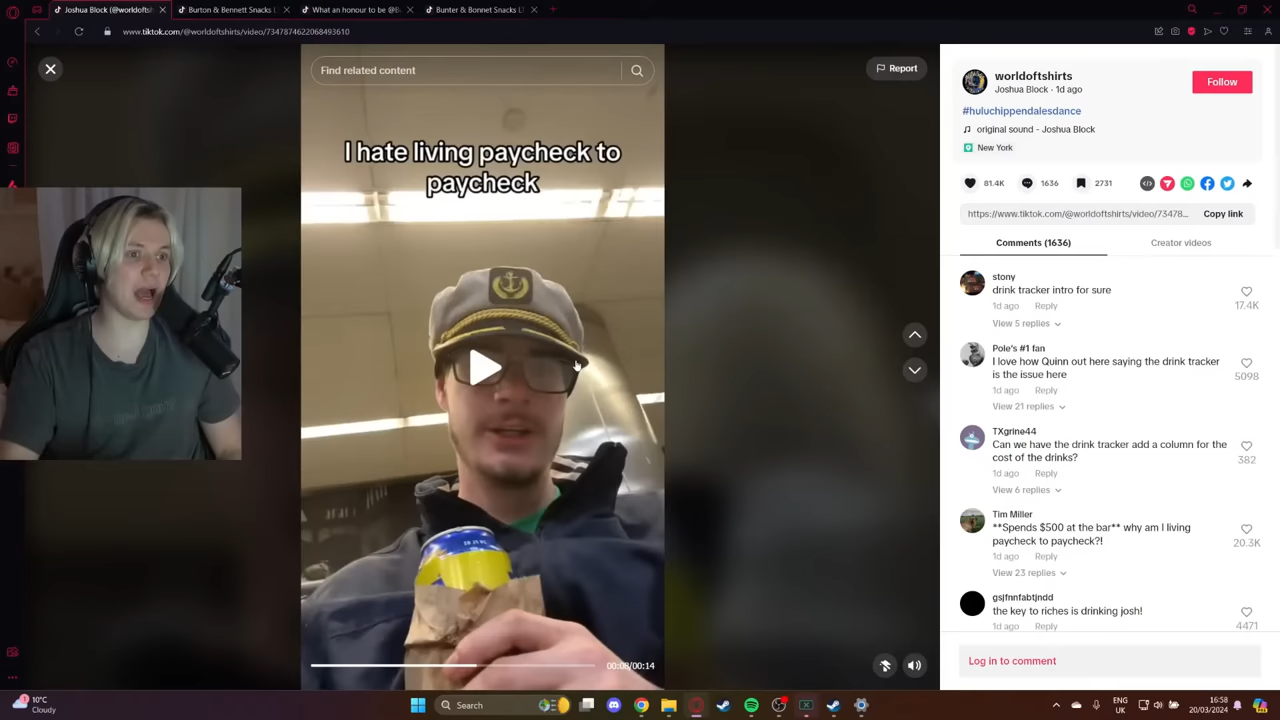 Joshua Block (@worldofts
Burton & Bennett Snacks L
What an honour to be @B
Bunter & Bonnet Snacks L
www.tiktok.com/@worldoftshirts/video/7347874622068493610
Find related content
Report
I hate living paycheck to
paycheck
00:08/00:14
worldoftshirts
Joshua Block · 1d ago
Follow
#huluchippendalesdance
original sound - Joshua Block
New York
81.4K
1636
2731
https://www.tiktok.com/@worldoftshirts/video/73478...
Copy link
Comments (1636)
Creator videos
stony
drink tracker intro for sure
1d ago
Reply
17.4K
View 5 replies
Pole's #1 fan
I love how Quinn out here saying the drink tracker
is the issue here
5098
1d ago
Reply
View 21 replies
TXgrine44
Can we have the drink tracker add a column for the
cost of the drinks?
382
1d ago
Reply
View 6 replies
Tim Miller
**Spends $500 at the bar** why am I living
paycheck to paycheck?!
20.3K
1d ago
Reply
View 23 replies
gsjfnnfabtjndd
the key to riches is drinking josh!
1d ago
Reply
4471
Log in to comment
10°C
Cloudy
Search
ENG
UK
16:58
20/03/2024